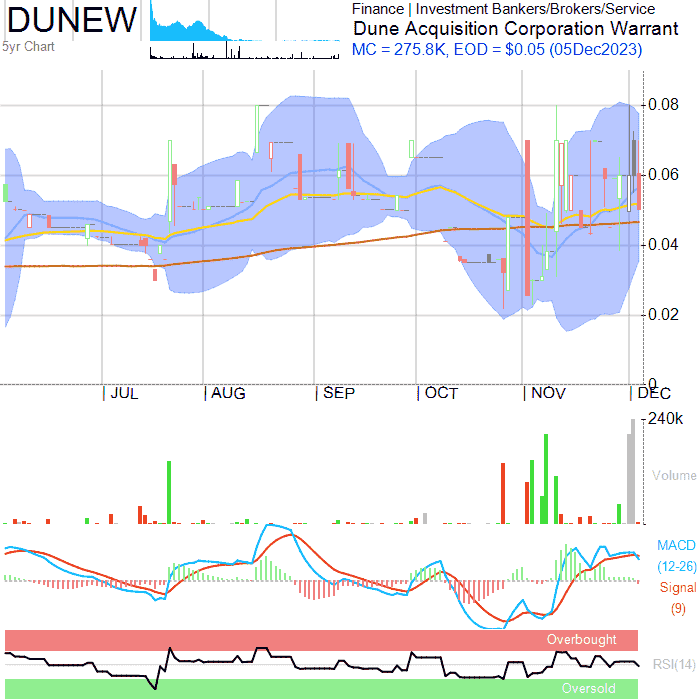 DUNEW
5yr Chart
Finance | Investment Bankers/Brokers/Service
Dune Acquisition Corporation Warrant
MC = 275.8K, EOD = $0.05 (05Dec2023)
0.08
0.06
0.04
0.02
0
JUL AUG SEP OCT NOV DEC
240k
Volume
0
MACD
(12-26)
Signal
(9)
Overbought
RSI(14)
Oversold